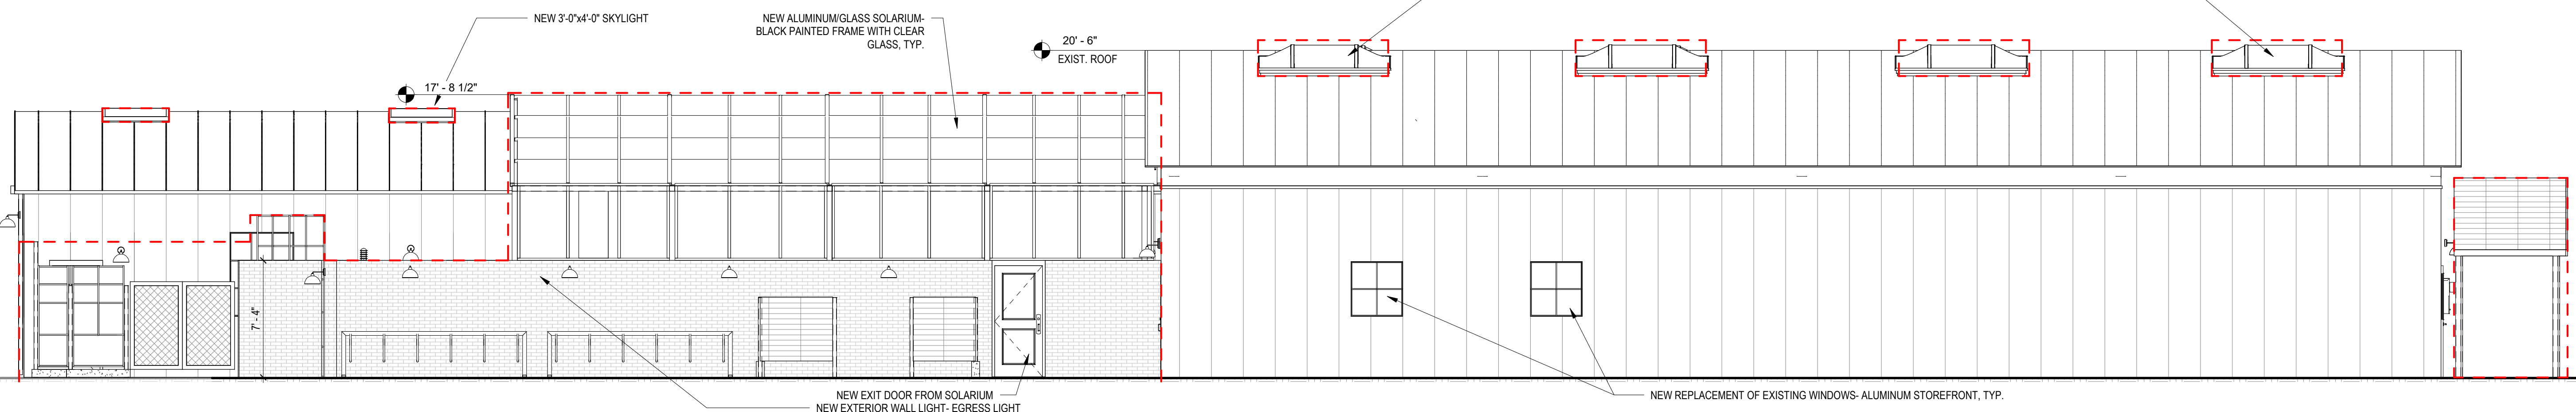 NEW 3'-0"x4'-0" SKYLIGHT
NEW ALUMINUM/GLASS SOLARIUM-
BLACK PAINTED FRAME WITH CLEAR
GLASS, TYP.
20' - 6"
EXIST. ROOF
17' - 8 1/2"
7' - 4"
NEW EXIT DOOR FROM SOLARIUM
NEW EXTERIOR WALL LIGHT- EGRESS LIGHT
NEW REPLACEMENT OF EXISTING WINDOWS- ALUMINUM STOREFRONT, TYP.